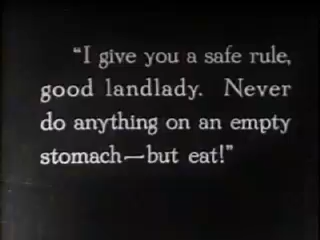 "I give you a safe rule,
good landlady. Never
do anything on an empty
stomach—but eat!"